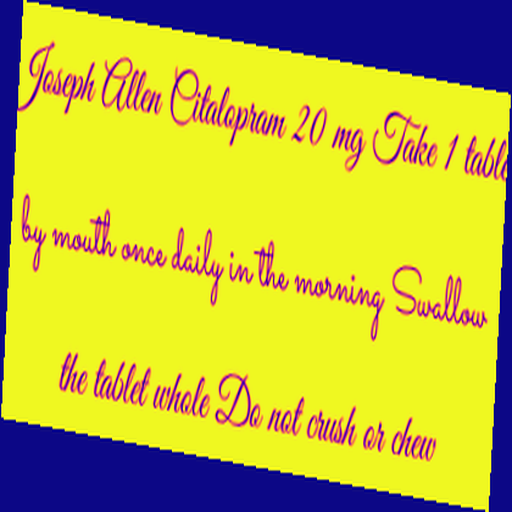 Joseph Allen Citalopram 20 mg Take 1 table
by mouth once daily in the morning Swallow
the tablet whole Do not crush or chew